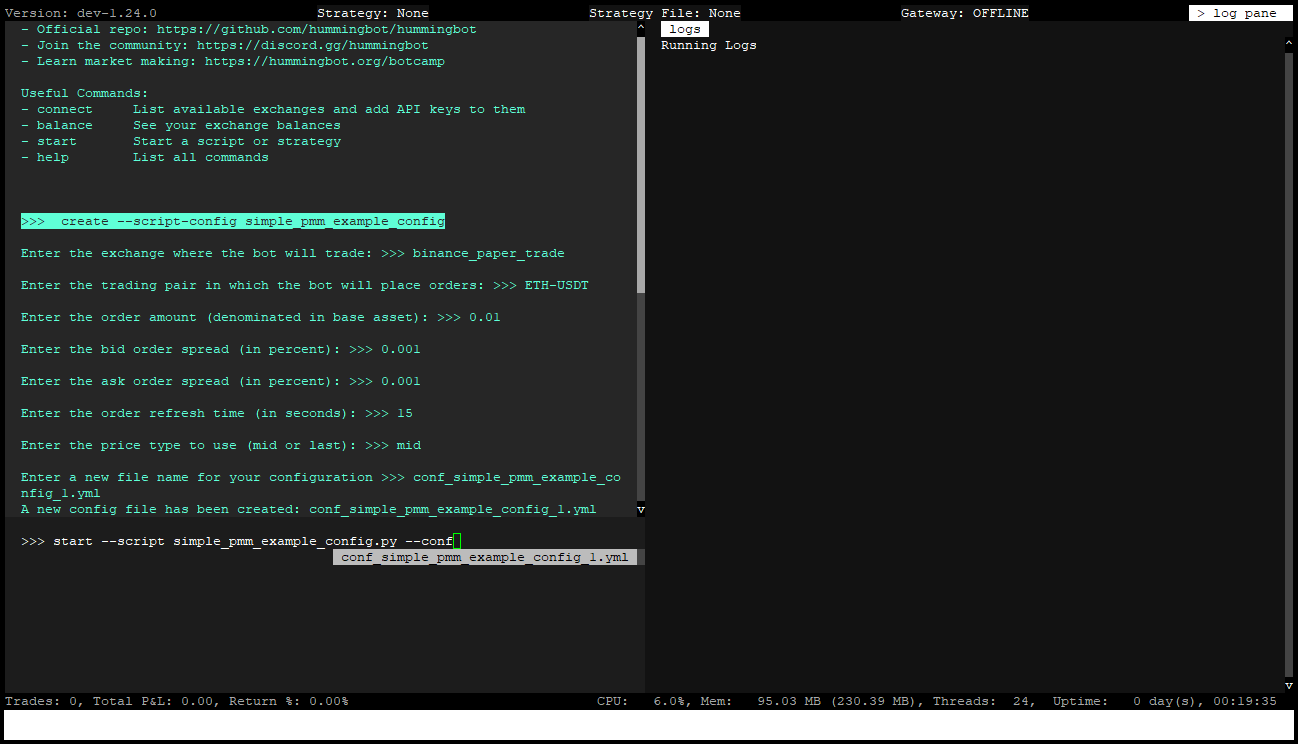 Version: dev-1.24.0 Strategy: None Strategy File: None Gateway: OFFLINE > log pane
- Official repo: https://github.com/hummingbot/hummingbot
- Join the community: https://discord.gg/hummingbot
- Learn market making: https://hummingbot.org/botcamp
Useful Commands:
- connect List available exchanges and add API keys to them
- balance See your exchange balances
- start Start a script or strategy
- help List all commands
>>> create --script-config simple_pmm_example_config
Enter the exchange where the bot will trade: >>> binance_paper_trade
Enter the trading pair in which the bot will place orders: >>> ETH-USDT
Enter the order amount (denominated in base asset): >>> 0.01
Enter the bid order spread (in percent): >>> 0.001
Enter the ask order spread (in percent): >>> 0.001
Enter the order refresh time (in seconds): >>> 15
Enter the price type to use (mid or last): >>> mid
Enter a new file name for your configuration >>> conf_simple_pmm_example_co
nfig_1.yml
A new config file has been created: conf_simple_pmm_example_config_1.yml
>>> start --script simple_pmm_example_config.py --conf
conf_simple_pmm_example_config_1.yml
logs
Running Logs
Trades: 0, Total P&L: 0.00, Return %: 0.00% CPU: 6.0%, Mem: 95.03 MB (230.39 MB), Threads: 24, Uptime: 0 day(s), 00:19:35